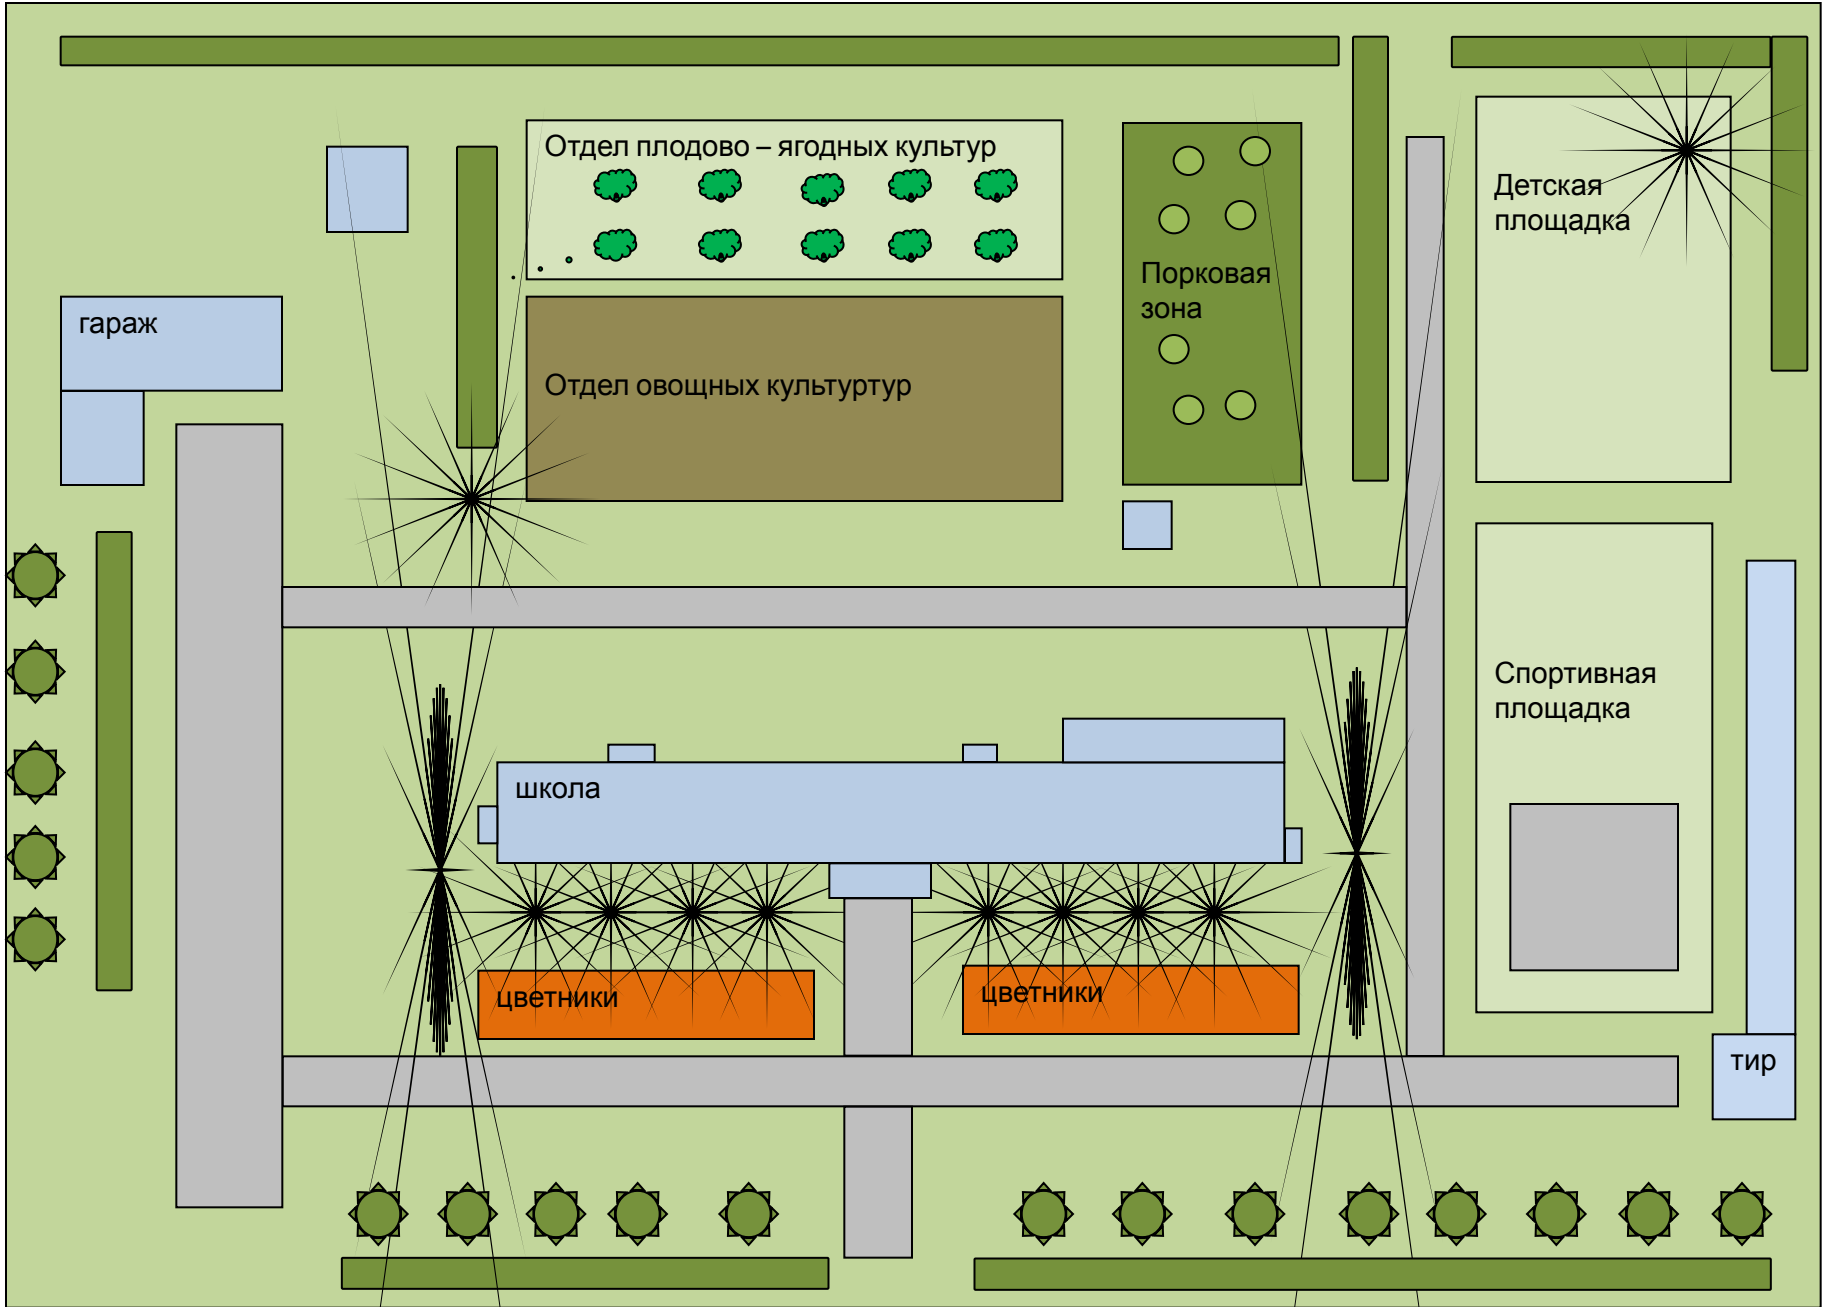 Отдел плодово – ягодных культур
Детская
площадка
Порковая
зона
гараж
Отдел овощных культуртур
Спортивная
площадка
школа
цветники
цветники
тир